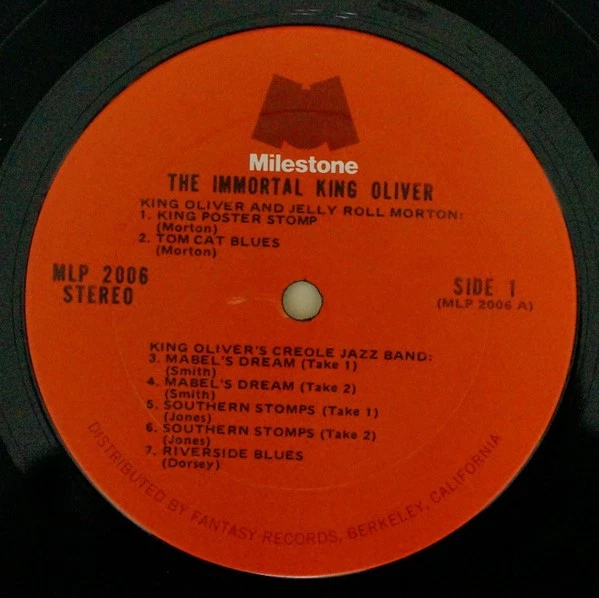 Milestone
THE IMMORTAL KING OLIVER
KING OLIVER AND JELLY ROLL MORTON:
1. KING POSTER STOMP
(Morton)
2. TOM CAT BLUES
(Morton)
MLP 2006
STEREO
SIDE 1
(MLP 2006 A)
KING OLIVER'S CREOLE JAZZ BAND:
3. MABEL'S DREAM (Take 1)
(Smith)
4. MABEL'S DREAM (Take 2)
(Smith)
5. SOUTHERN STOMPS (Take 1)
(Jones)
6. SOUTHERN STOMPS (Take 2)
(Jones)
7. RIVERSIDE BLUES
(Dorsey)
DISTRIBUTED BY FANTASY RECORDS, BERKELEY, CALIFORNIA